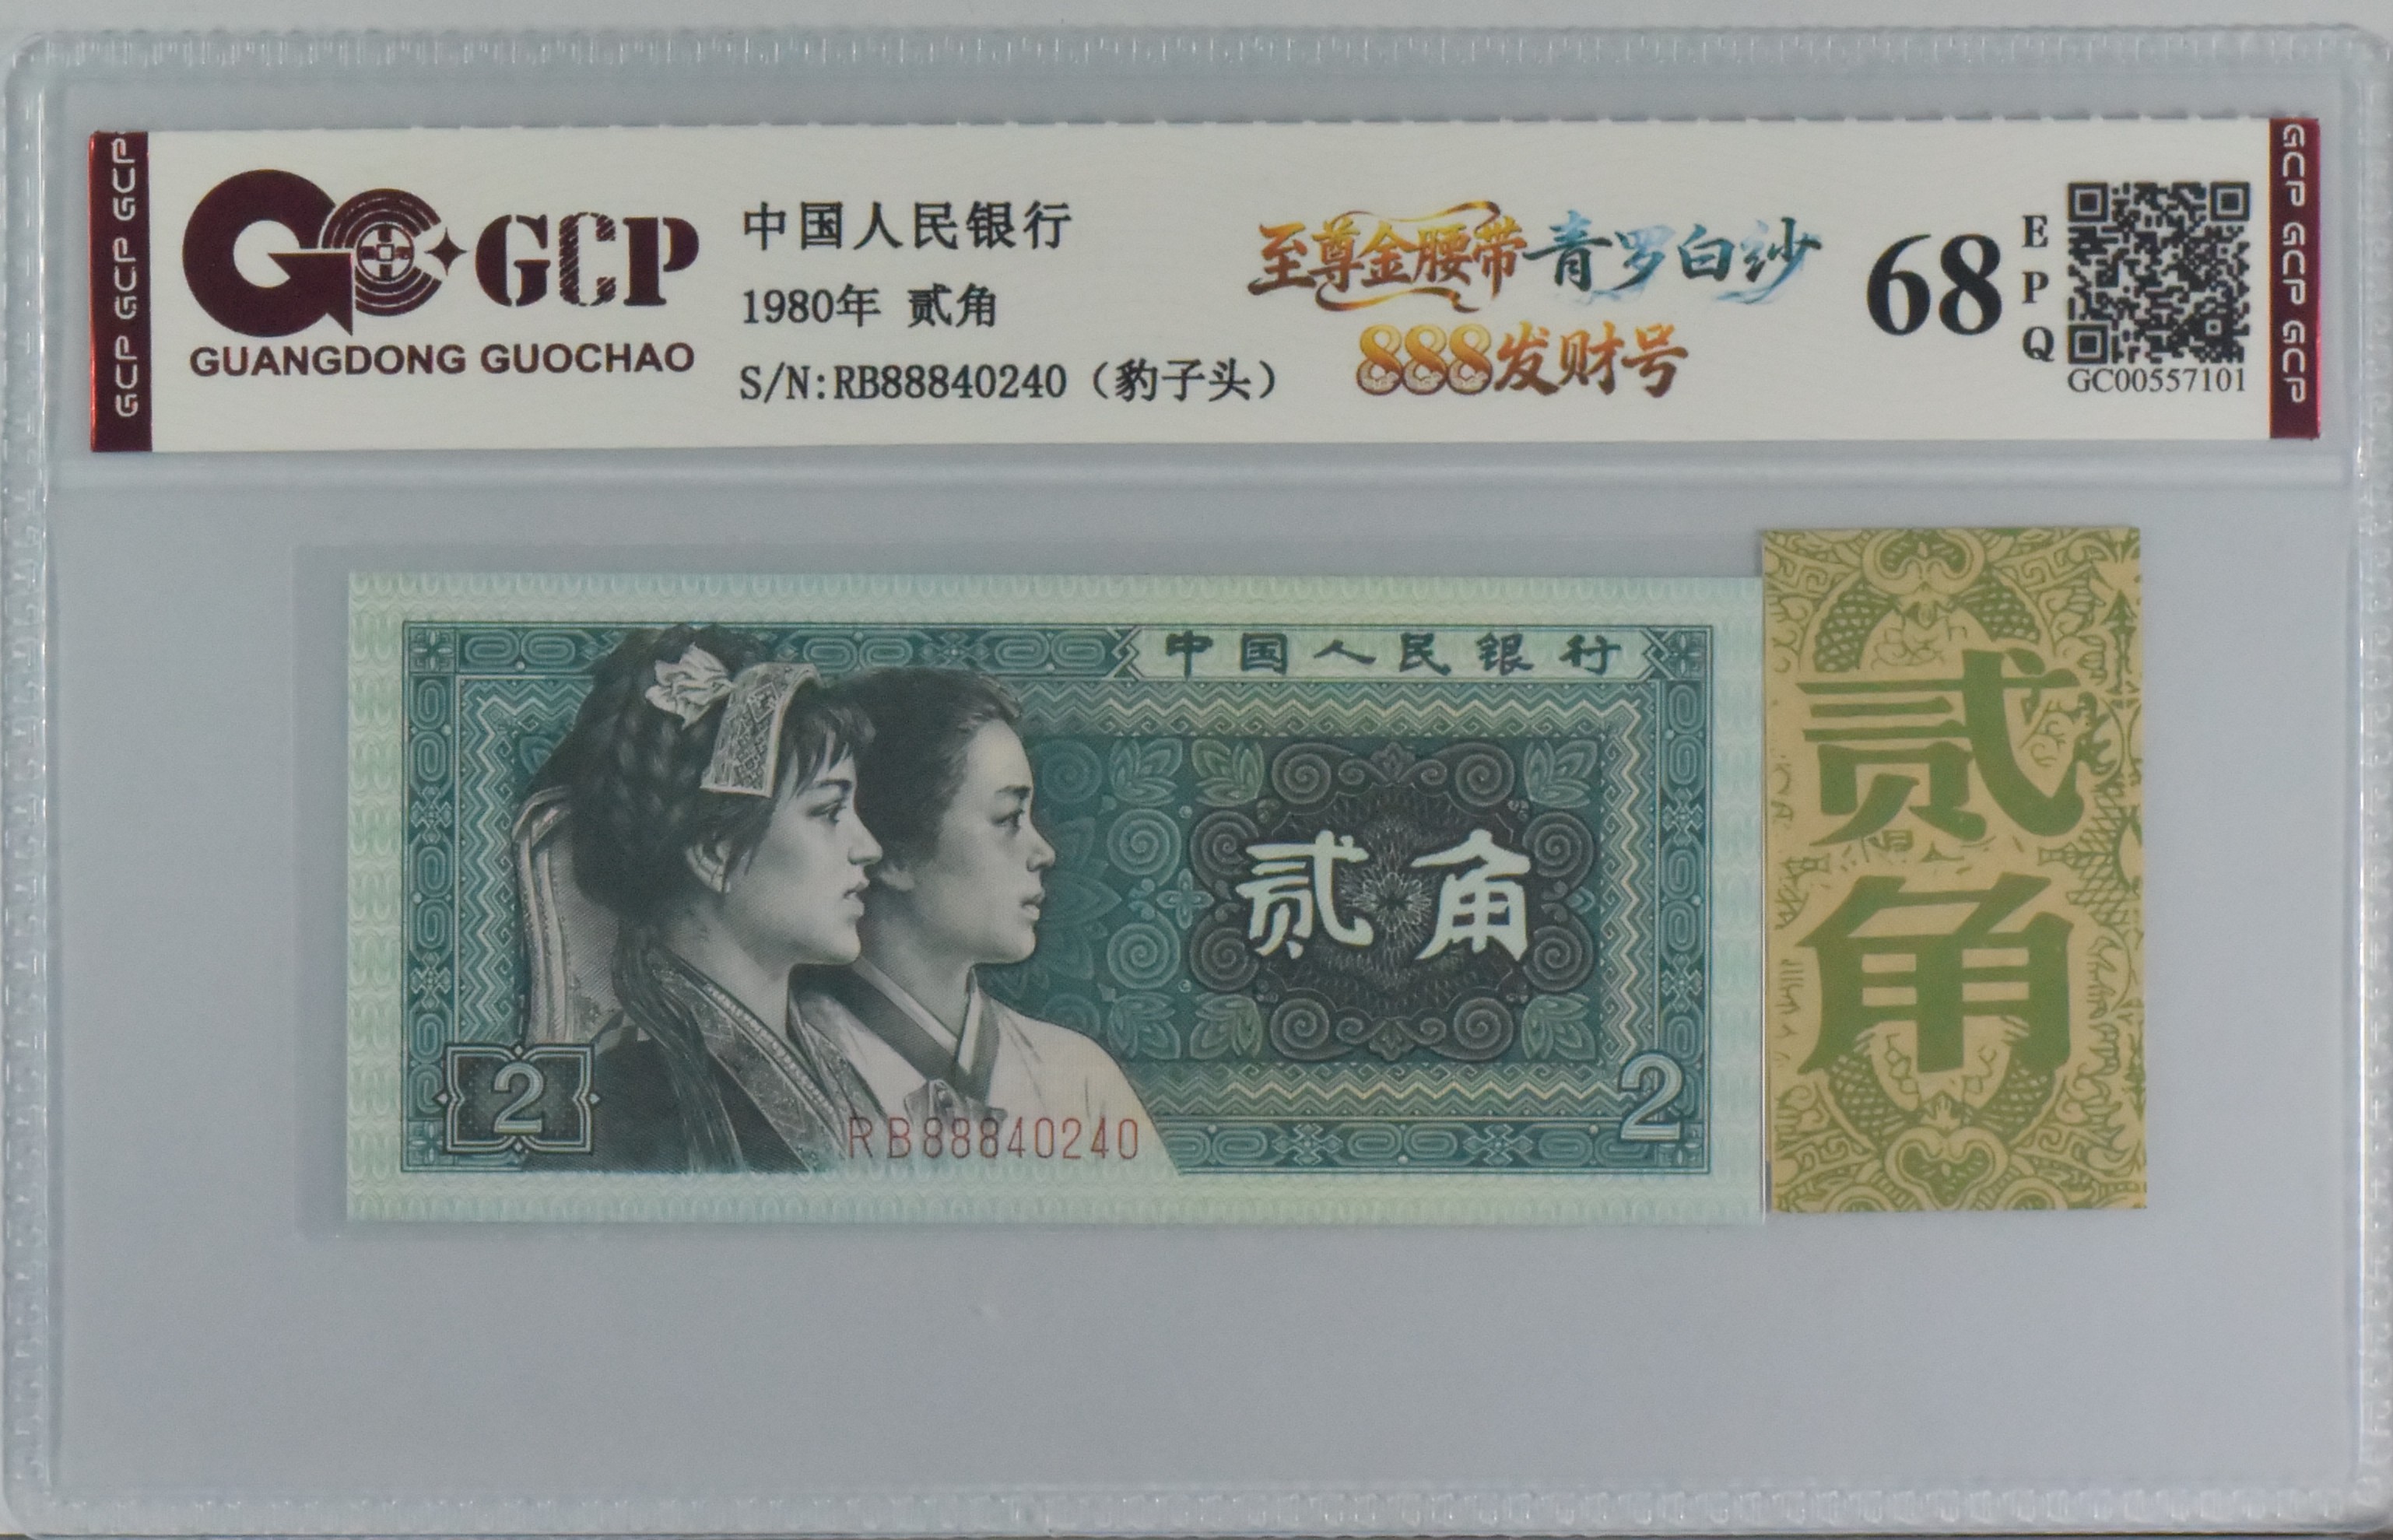 GCP GCP GCP
GCP
GUANGDONG GUOCHAO
中国人民银行
1980年 贰角
S/N:RB88840240（豹子头）
至尊金腰带青罗白纱
888发财号
68
EPQ
GC00557101
GCP GCP GCP
中国人民银行
贰角
2
RB88840240
2
贰角